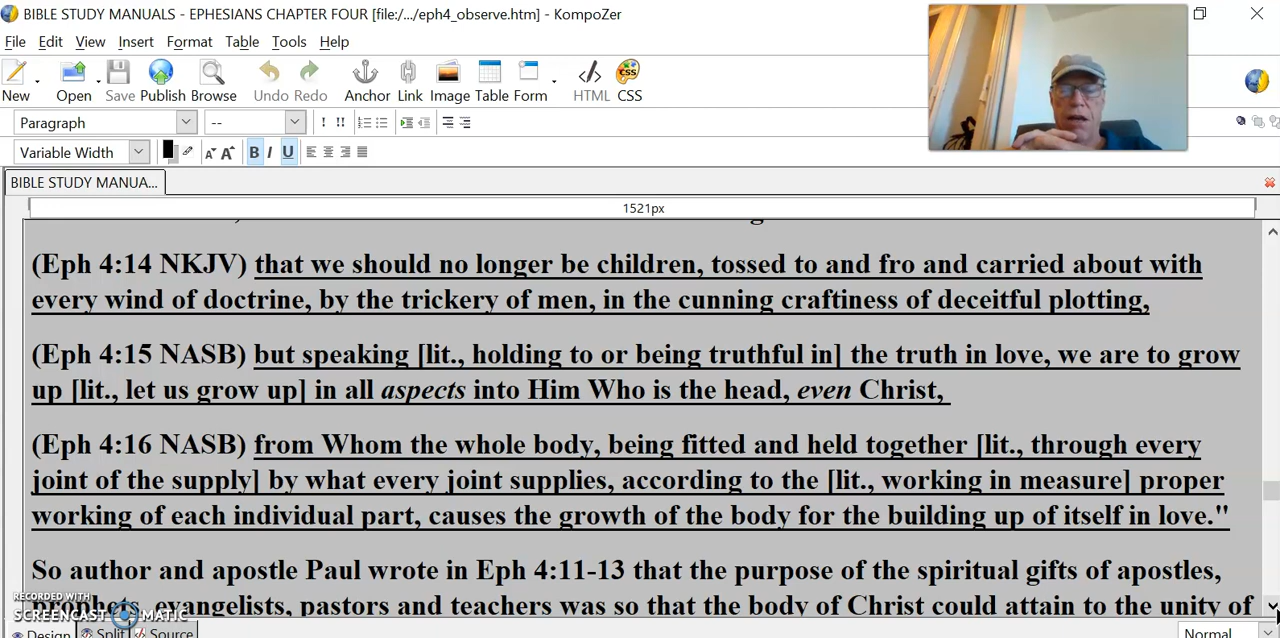 BIBLE STUDY MANUALS - EPHESIANS CHAPTER FOUR [file:/.../eph4_observe.htm] - KompoZer
File Edit View Insert Format Table Tools Help
New Open Save Publish Browse Undo Redo Anchor Link Image Table Form HTML CSS
Paragraph --
Variable Width B I U
BIBLE STUDY MANUA...
1521px
(Eph 4:14 NKJV) that we should no longer be children, tossed to and fro and carried about with
every wind of doctrine, by the trickery of men, in the cunning craftiness of deceitful plotting,
(Eph 4:15 NASB) but speaking [lit., holding to or being truthful in] the truth in love, we are to grow
up [lit., let us grow up] in all aspects into Him Who is the head, even Christ,
(Eph 4:16 NASB) from Whom the whole body, being fitted and held together [lit., through every
joint of the supply] by what every joint supplies, according to the [lit., working in measure] proper
working of each individual part, causes the growth of the body for the building up of itself in love."
So author and apostle Paul wrote in Eph 4:11-13 that the purpose of the spiritual gifts of apostles,
prophets, evangelists, pastors and teachers was so that the body of Christ could attain to the unity of
RECORDED WITH
SCREENCAST MATIC
Design Split Source Normal